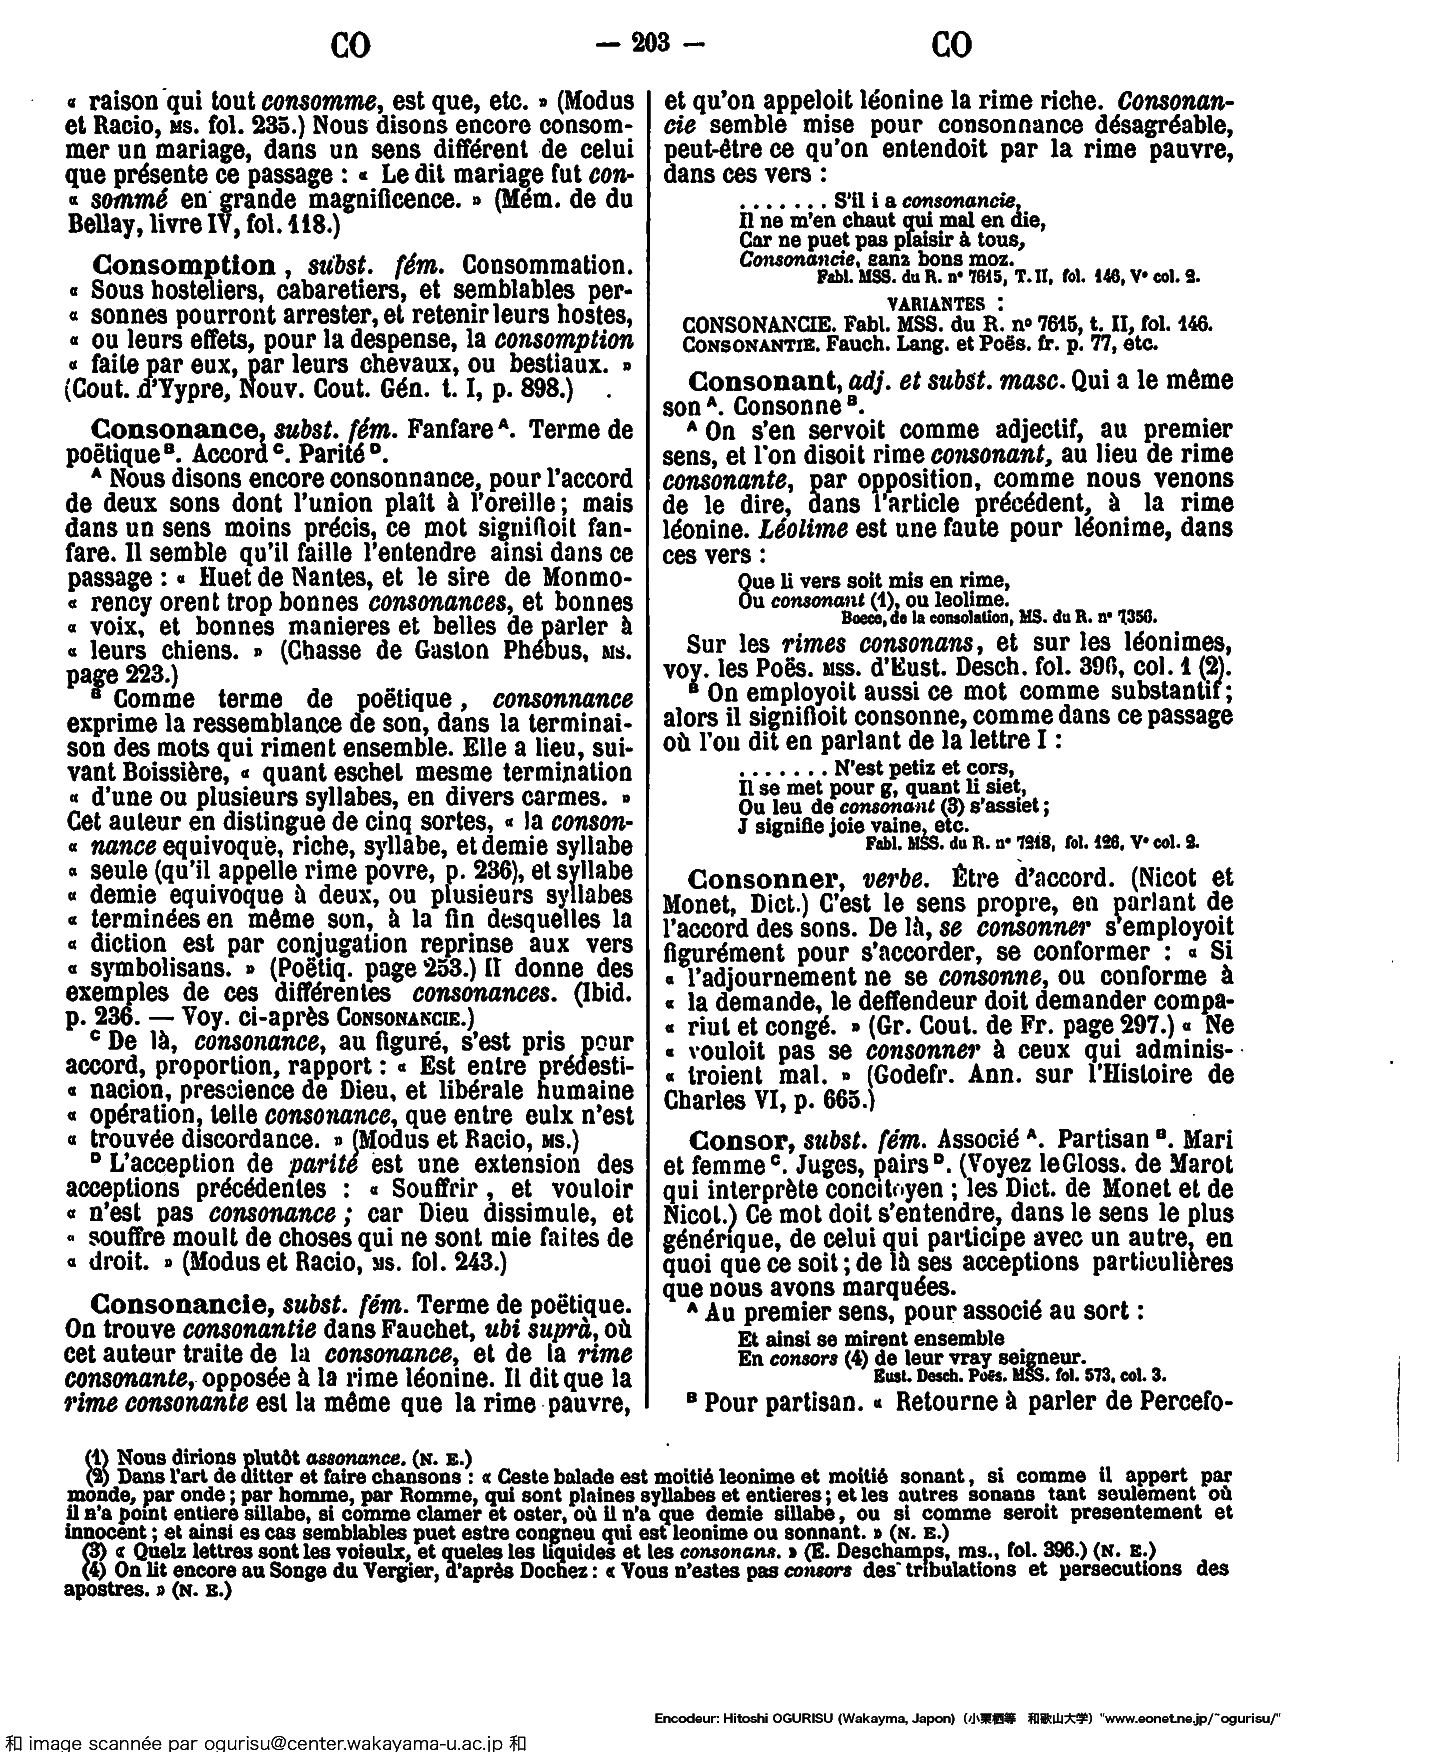 CO — 203 — CO
« raison qui tout consomme, est que, etc. » (Modus
et Racio, MS. fol. 235.) Nous disons encore consom-
mer un mariage, dans un sens différent de celui
que présente ce passage : « Le dit mariage fut con-
« sommé en grande magnificence. » (Mém. de du
Bellay, livre IV, fol. 118.)
Consomption, subst. fém. Consommation.
« Sous hosteliers, cabaretiers, et semblables per-
« sonnes pourront arrester, et retenir leurs hostes,
« ou leurs effets, pour la despense, la consomption
« faite par eux, par leurs chevaux, ou bestiaux. »
(Cout. d'Yypre, Nouv. Cout. Gén. t. I, p. 898.)
Consonance, subst. fém. Fanfare A. Terme de
poëtique B. Accord C. Parité D.
A Nous disons encore consonnance, pour l'accord
de deux sons dont l'union plaît à l'oreille ; mais
dans un sens moins précis, ce mot signifioit fan-
fare. Il semble qu'il faille l'entendre ainsi dans ce
passage : « Huet de Nantes, et le sire de Monmo-
« rency orent trop bonnes consonances, et bonnes
« voix, et bonnes manieres et belles de parler à
« leurs chiens. » (Chasse de Gaston Phébus, MS.
page 223.)
B Comme terme de poëtique, consonnance
exprime la ressemblance de son, dans la terminai-
son des mots qui riment ensemble. Elle a lieu, sui-
vant Boissière, « quant eschet mesme termination
« d'une ou plusieurs syllabes, en divers carmes. »
Cet auteur en distingue de cinq sortes, « la conson-
« nance equivoque, riche, syllabe, et demie syllabe
« seule (qu'il appelle rime povre, p. 236), et syllabe
« demie equivoque à deux, ou plusieurs syllabes
« terminées en même son, à la fin desquelles la
« diction est par conjugation reprinse aux vers
« symbolisans. » (Poëtiq. page 253.) Il donne des
exemples de ces différentes consonances. (Ibid.
p. 236. — Voy. ci-après CONSONANCIE.)
C De là, consonance, au figuré, s'est pris pour
accord, proportion, rapport : « Est entre prédesti-
« nacion, prescience de Dieu, et libérale humaine
« opération, telle consonance, que entre eulx n'est
« trouvée discordance. » (Modus et Racio, MS.)
D L'acception de parité est une extension des
acceptions précédentes : « Souffrir, et vouloir
« n'est pas consonance ; car Dieu dissimule, et
« souffre moult de choses qui ne sont mie faites de
« droit. » (Modus et Racio, MS. fol. 243.)
Consonancie, subst. fém. Terme de poëtique.
On trouve consonantie dans Fauchet, ubi suprà, où
cet auteur traite de la consonance, et de la rime
consonante, opposée à la rime léonine. Il dit que la
rime consonante est la même que la rime pauvre,
et qu'on appeloit léonine la rime riche. Consonan-
cie semble mise pour consonnance désagréable,
peut-être ce qu'on entendoit par la rime pauvre,
dans ces vers :
. . . . . . . S'il i a consonancie,
Il ne m'en chaut qui mal en die,
Car ne puet pas plaisir à tous,
Consonancie, sanz bons moz.
Fabl. MSS. du R. n° 7615, T. II, fol. 146, V° col. 2.
VARIANTES :
CONSONANCIE. Fabl. MSS. du R. n° 7615, t. II, fol. 146.
CONSONANTIE. Fauch. Lang. et Poës. fr. p. 77, etc.
Consonant, adj. et subst. masc. Qui a le même
son A. Consonne B.
A On s'en servoit comme adjectif, au premier
sens, et l'on disoit rime consonant, au lieu de rime
consonante, par opposition, comme nous venons
de le dire, dans l'article précédent, à la rime
léonine. Léolime est une faute pour léonime, dans
ces vers :
Que li vers soit mis en rime,
Ou consonant (1), ou leolime.
Boece, de la consolation, MS. du R. n° 7356.
Sur les rimes consonans, et sur les léonimes,
voy. les Poës. MSS. d'Eust. Desch. fol. 396, col. 1 (2).
B On employoit aussi ce mot comme substantif ;
alors il signifioit consonne, comme dans ce passage
où l'on dit en parlant de la lettre I :
. . . . . . . N'est petiz et cors,
Il se met pour g, quant li siet,
Ou leu de consonant (3) s'assiet ;
J signifie joie vaine, etc.
Fabl. MSS. du R. n° 7218, fol. 126, V° col. 2.
Consonner, verbe. Être d'accord. (Nicot et
Monet, Dict.) C'est le sens propre, en parlant de
l'accord des sons. De là, se consonner s'employoit
figurément pour s'accorder, se conformer : « Si
« l'adjournement ne se consonne, ou conforme à
« la demande, le deffendeur doit demander compa-
« riut et congé. » (Gr. Cout. de Fr. page 297.) « Ne
« vouloit pas se consonner à ceux qui adminis-
« troient mal. » (Godefr. Ann. sur l'Histoire de
Charles VI, p. 665.)
Consor, subst. fém. Associé A. Partisan B. Mari
et femme C. Juges, pairs D. (Voyez le Gloss. de Marot
qui interprète concitoyen ; les Dict. de Monet et de
Nicot.) Ce mot doit s'entendre, dans le sens le plus
générique, de celui qui participe avec un autre, en
quoi que ce soit ; de là ses acceptions particulières
que nous avons marquées.
A Au premier sens, pour associé au sort :
Et ainsi se mirent ensemble
En consors (4) de leur vray seigneur.
Eust. Desch. Poës. MSS. fol. 573, col. 3.
B Pour partisan. « Retourne à parler de Percefo-
(1) Nous dirions plutôt assonance. (N. E.)
(2) Dans l'art de ditter et faire chansons : « Ceste balade est moitié leonime et moitié sonant, si comme il appert par
monde, par onde ; par homme, par Romme, qui sont plaines syllabes et entieres ; et les autres sonans tant seulement où
il n'a point entiere sillabe, si comme clamer et oster, où il n'a que demie sillabe, ou si comme seroit presentement et
innocent ; et ainsi es cas semblables puet estre congneu qui est leonime ou sonnant. » (N. E.)
(3) « Quelz lettres sont les voieulx, et queles les liquides et les consonans. » (E. Deschamps, ms., fol. 396.) (N. E.)
(4) On lit encore au Songe du Vergier, d'après Dochez : « Vous n'estes pas consors des tribulations et persecutions des
apostres. » (N. E.)
Encodeur: Hitoshi OGURISU (Wakayma, Japon) (小栗栖等 和歌山大学) "www.eonet.ne.jp/~ogurisu/"
和 image scannée par ogurisu@center.wakayama-u.ac.jp 和